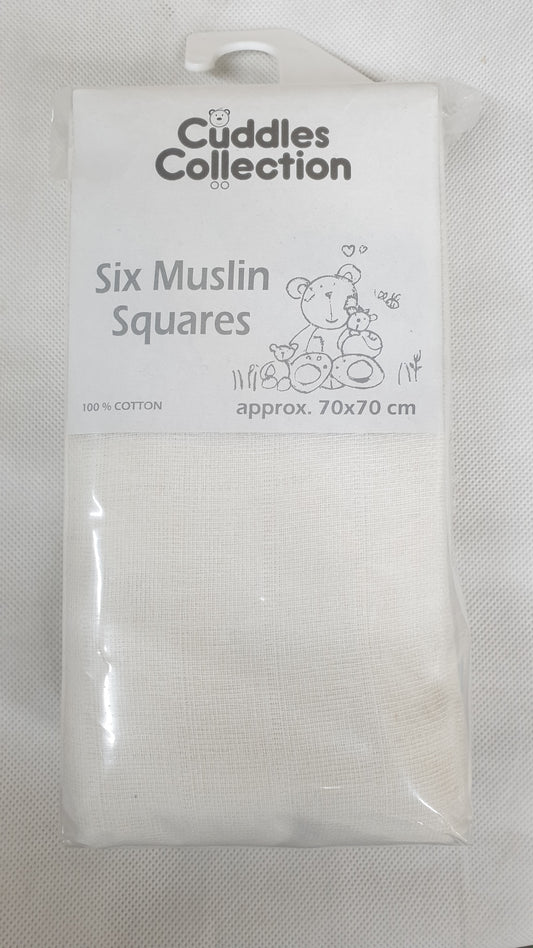 Cuddles
Collection
Six Muslin
Squares
100 % COTTON
approx. 70x70 cm